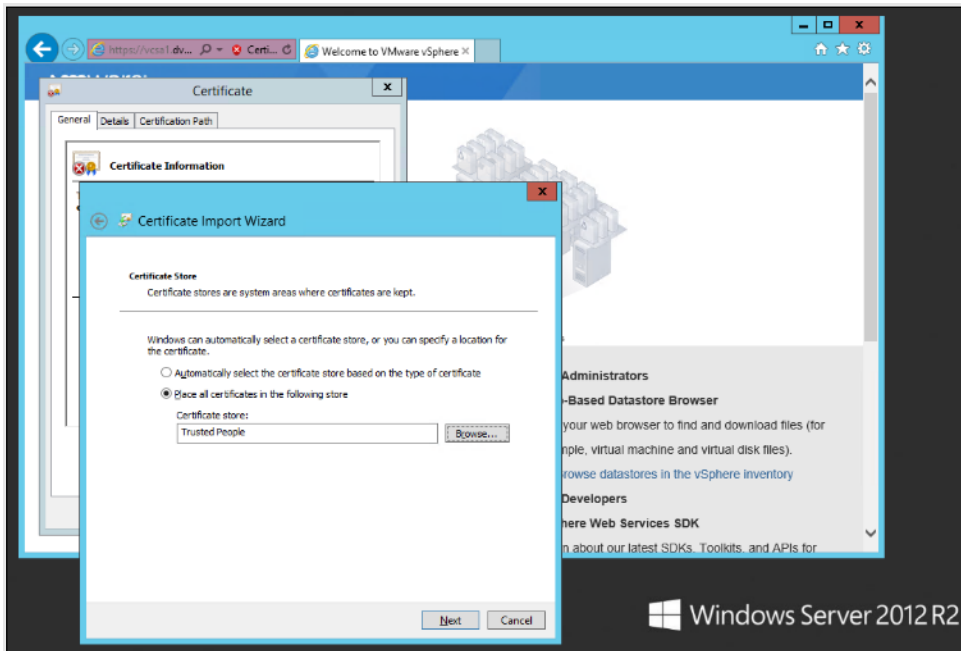 https://vcsa1.dv...
Certi...
Welcome to VMware vSphere
Certificate
General
Details
Certification Path
Certificate Information
Certificate Import Wizard
Certificate Store
Certificate stores are system areas where certificates are kept.
Windows can automatically select a certificate store, or you can specify a location for
the certificate.
Automatically select the certificate store based on the type of certificate
Place all certificates in the following store
Certificate store:
Trusted People
Browse...
Next
Cancel
Administrators
-Based Datastore Browser
your web browser to find and download files (for
mple, virtual machine and virtual disk files).
rowse datastores in the vSphere inventory
Developers
here Web Services SDK
n about our latest SDKs, Toolkits, and APIs for
Windows Server 2012 R2